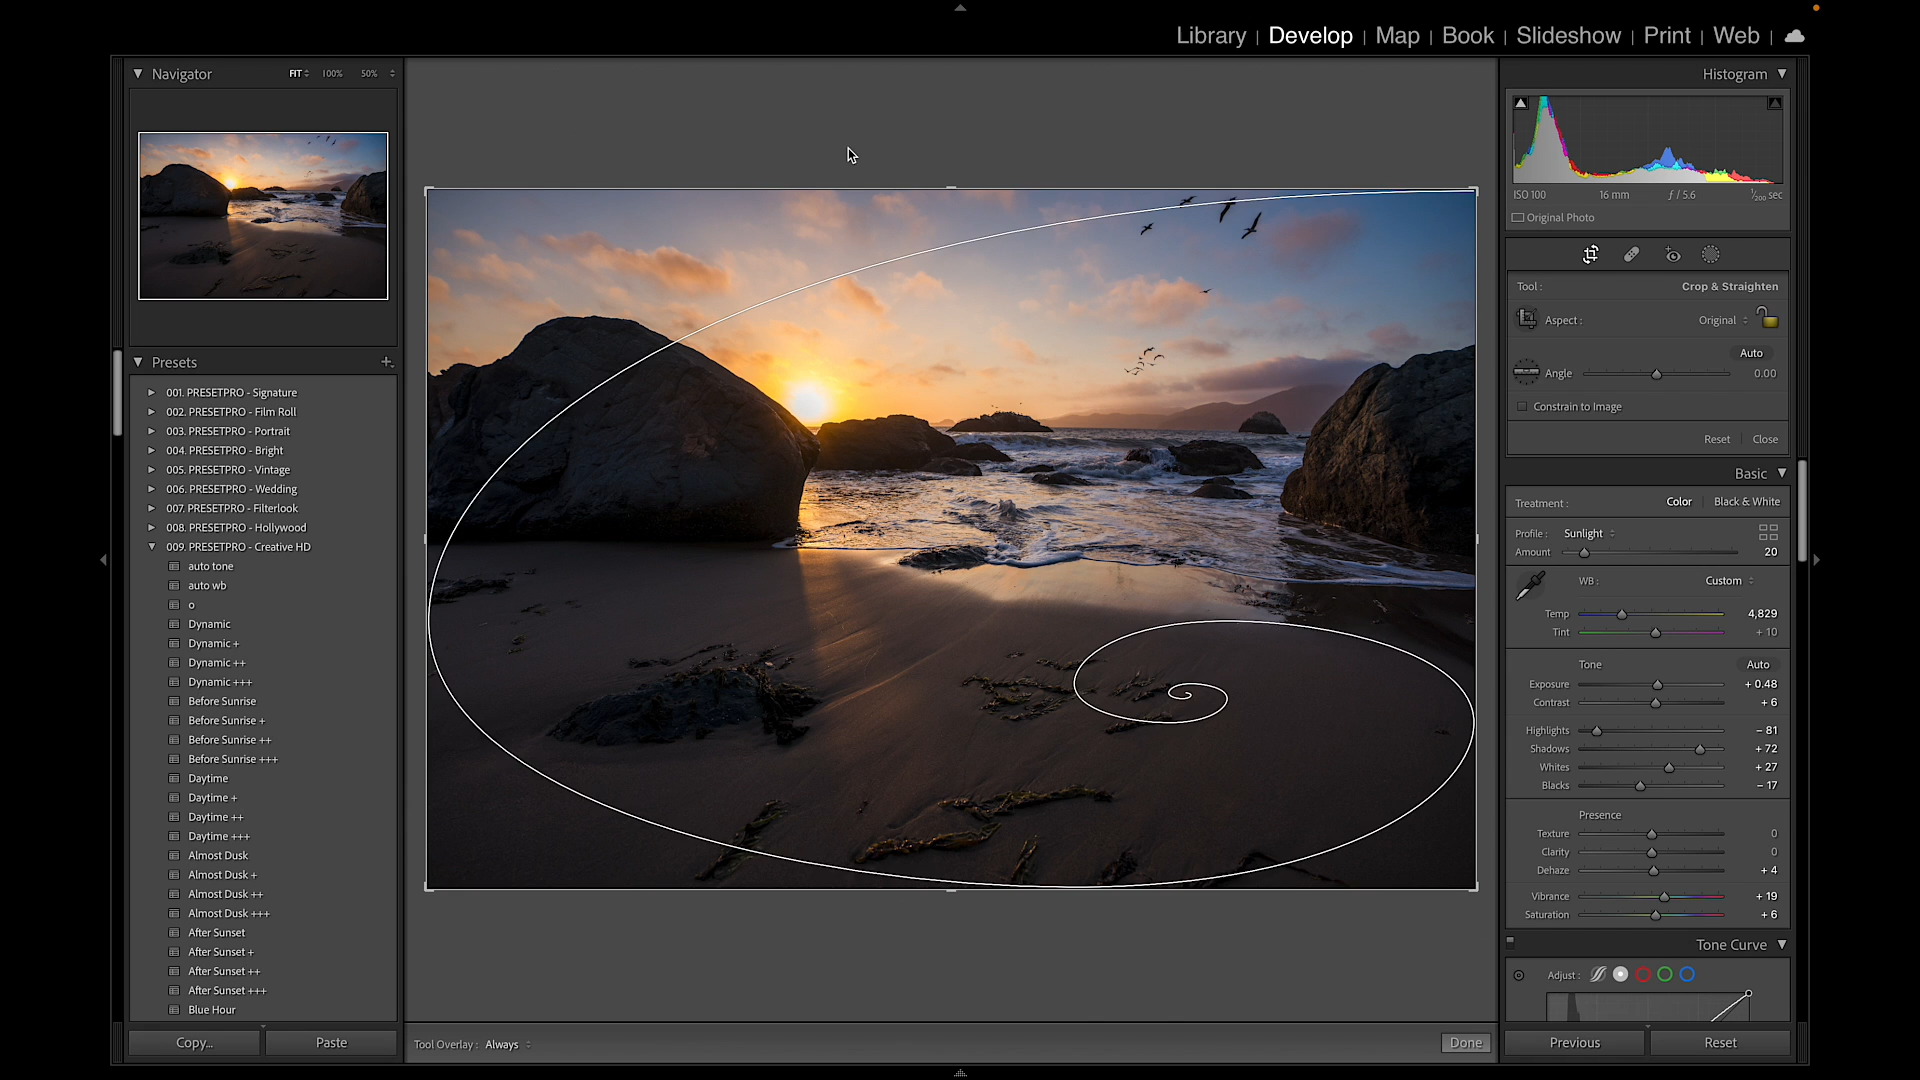 Library | Develop | Map | Book | Slideshow | Print | Web |
Navigator FIT 100% 50%
Presets
001. PRESETPRO - Signature
002. PRESETPRO - Film Roll
003. PRESETPRO - Portrait
004. PRESETPRO - Bright
005. PRESETPRO - Vintage
006. PRESETPRO - Wedding
007. PRESETPRO - Filterlook
008. PRESETPRO - Hollywood
009. PRESETPRO - Creative HD
auto tone
auto wb
o
Dynamic
Dynamic +
Dynamic ++
Dynamic +++
Before Sunrise
Before Sunrise +
Before Sunrise ++
Before Sunrise +++
Daytime
Daytime +
Daytime ++
Daytime +++
Almost Dusk
Almost Dusk +
Almost Dusk ++
Almost Dusk +++
After Sunset
After Sunset +
After Sunset ++
After Sunset +++
Blue Hour
Copy... Paste
Tool Overlay : Always
Done
Histogram
ISO 100 16 mm ƒ / 5.6 1/200 sec
Original Photo
Tool : Crop & Straighten
Aspect : Original
Auto
Angle 0.00
Constrain to Image
Reset Close
Basic
Treatment : Color Black & White
Profile : Sunlight
Amount 20
WB : Custom
Temp 4,829
Tint + 10
Tone Auto
Exposure + 0.48
Contrast + 6
Highlights – 81
Shadows + 72
Whites + 27
Blacks – 17
Presence
Texture 0
Clarity 0
Dehaze + 4
Vibrance + 19
Saturation + 6
Tone Curve
Adjust :
Previous Reset